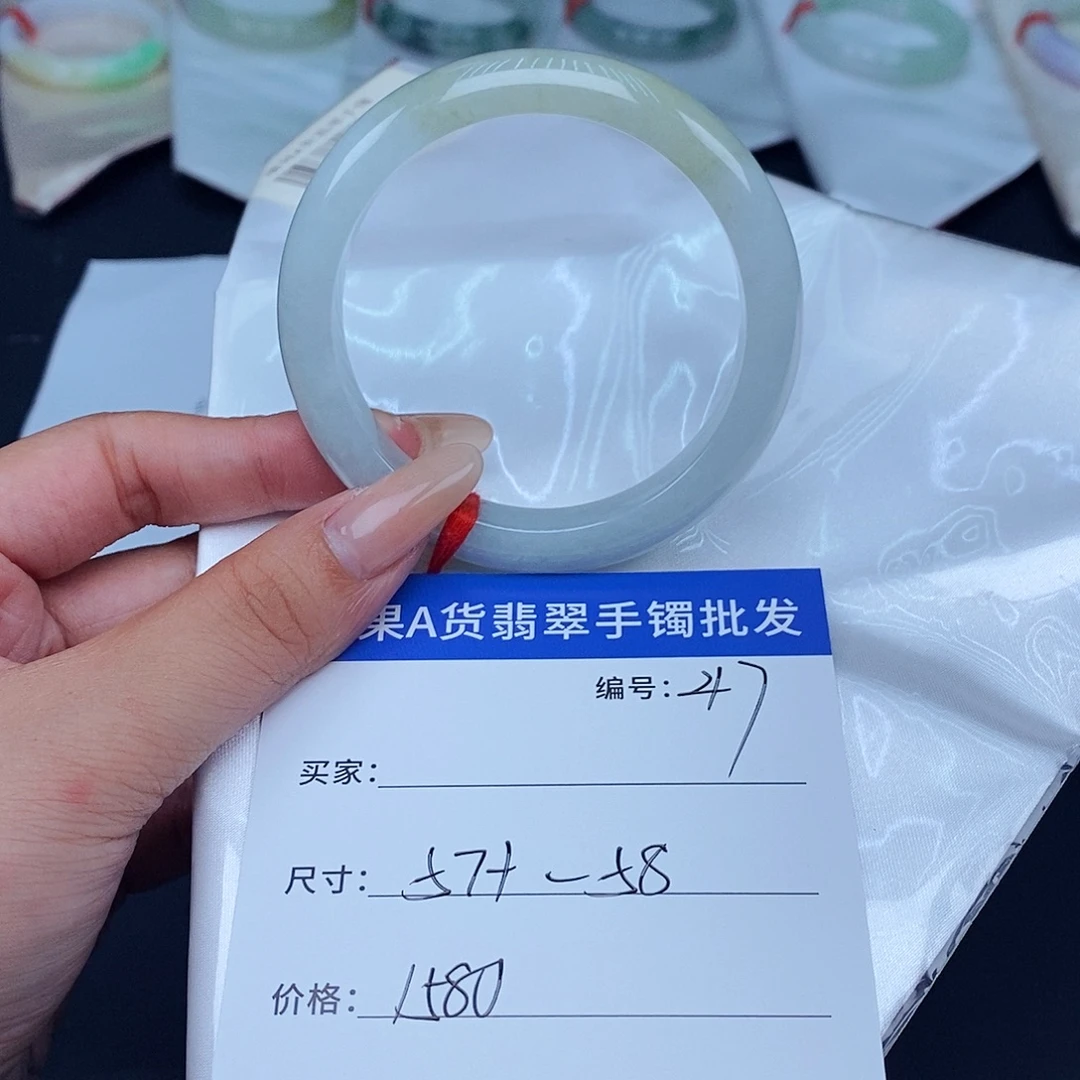 果A货翡翠手镯批发
编号：47
买家：
尺寸：57+-58
价格：1580